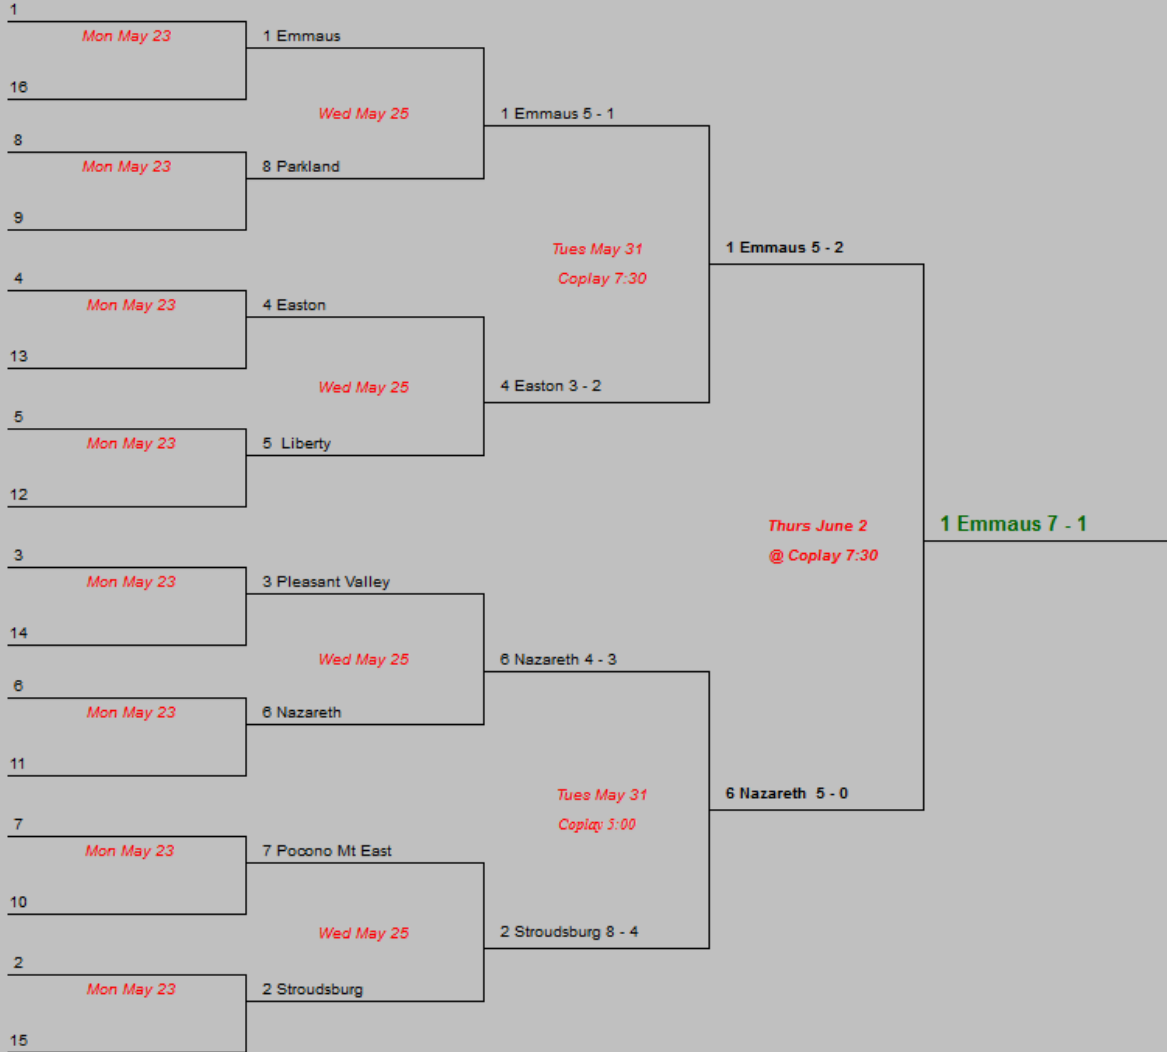 1
Mon May 23
1 Emmaus
16
Wed May 25
1 Emmaus 5 - 1
8
Mon May 23
8 Parkland
9
Tues May 31
Coplay 7:30
1 Emmaus 5 - 2
4
Mon May 23
4 Easton
13
Wed May 25
4 Easton 3 - 2
5
Mon May 23
5 Liberty
12
Thurs June 2
@ Coplay 7:30
1 Emmaus 7 - 1
3
Mon May 23
3 Pleasant Valley
14
Wed May 25
6 Nazareth 4 - 3
6
Mon May 23
6 Nazareth
11
Tues May 31
Coplay 5:00
6 Nazareth 5 - 0
7
Mon May 23
7 Pocono Mt East
10
Wed May 25
2 Stroudsburg 8 - 4
2
Mon May 23
2 Stroudsburg
15